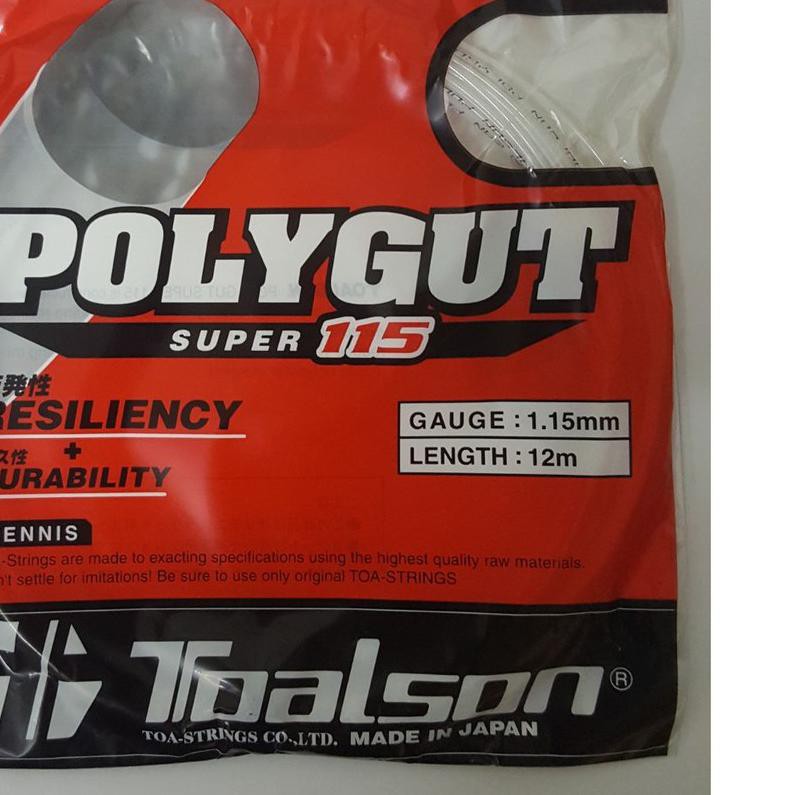 POLYGUT
SUPER 115
発性
RESILIENCY
+
久性
URABILITY
GAUGE : 1.15mm
LENGTH : 12m
ENNIS
-Strings are made to exacting specifications using the highest quality raw materials.
n't settle for imitations! Be sure to use only original TOA-STRINGS
Toalson®
TOA-STRINGS CO.,LTD. MADE IN JAPAN